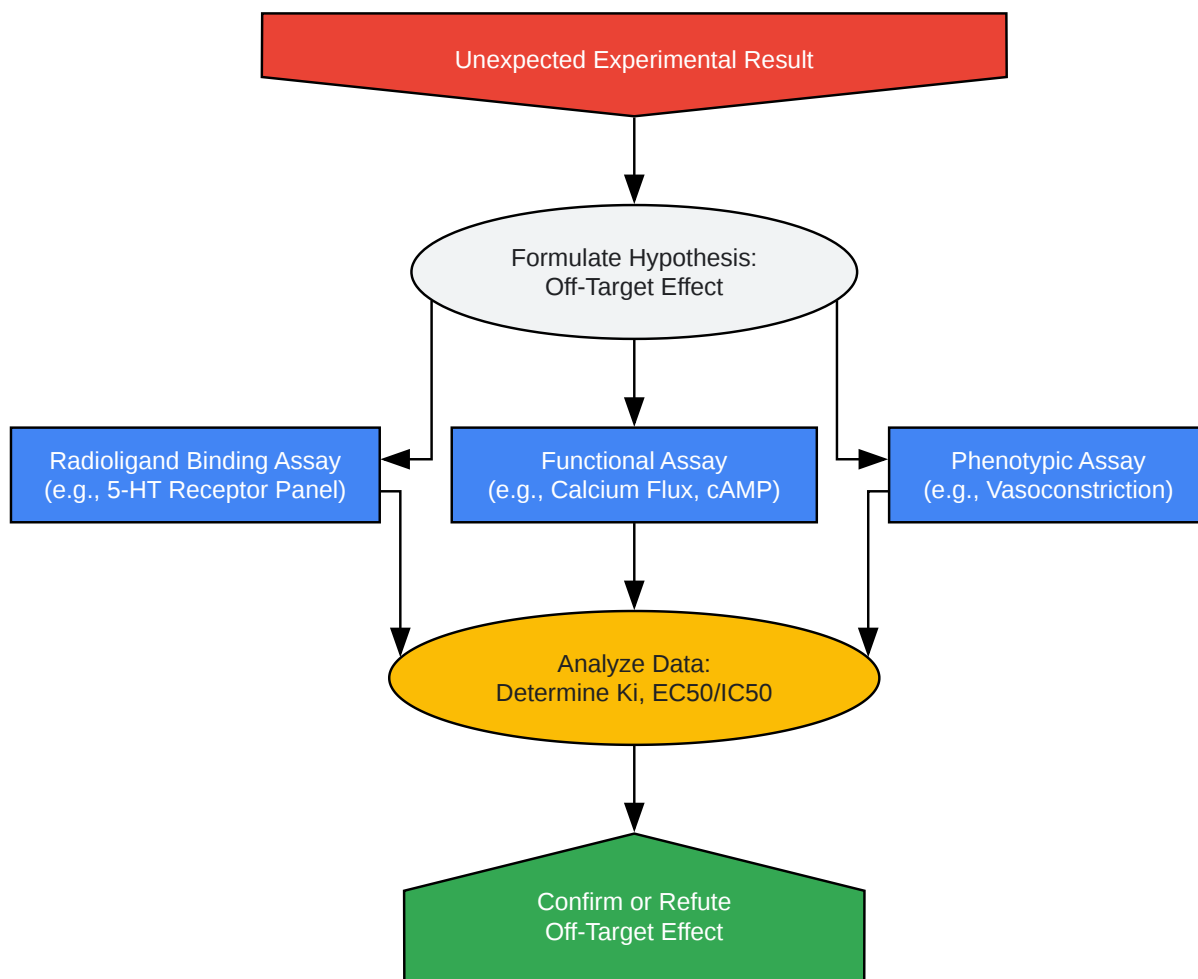 Unexpected Experimental Result
Formulate Hypothesis:
Off-Target Effect
Radioligand Binding Assay
(e.g., 5-HT Receptor Panel)
Functional Assay
(e.g., Calcium Flux, cAMP)
Phenotypic Assay
(e.g., Vasoconstriction)
Analyze Data:
Determine Ki, EC50/IC50
Confirm or Refute
Off-Target Effect